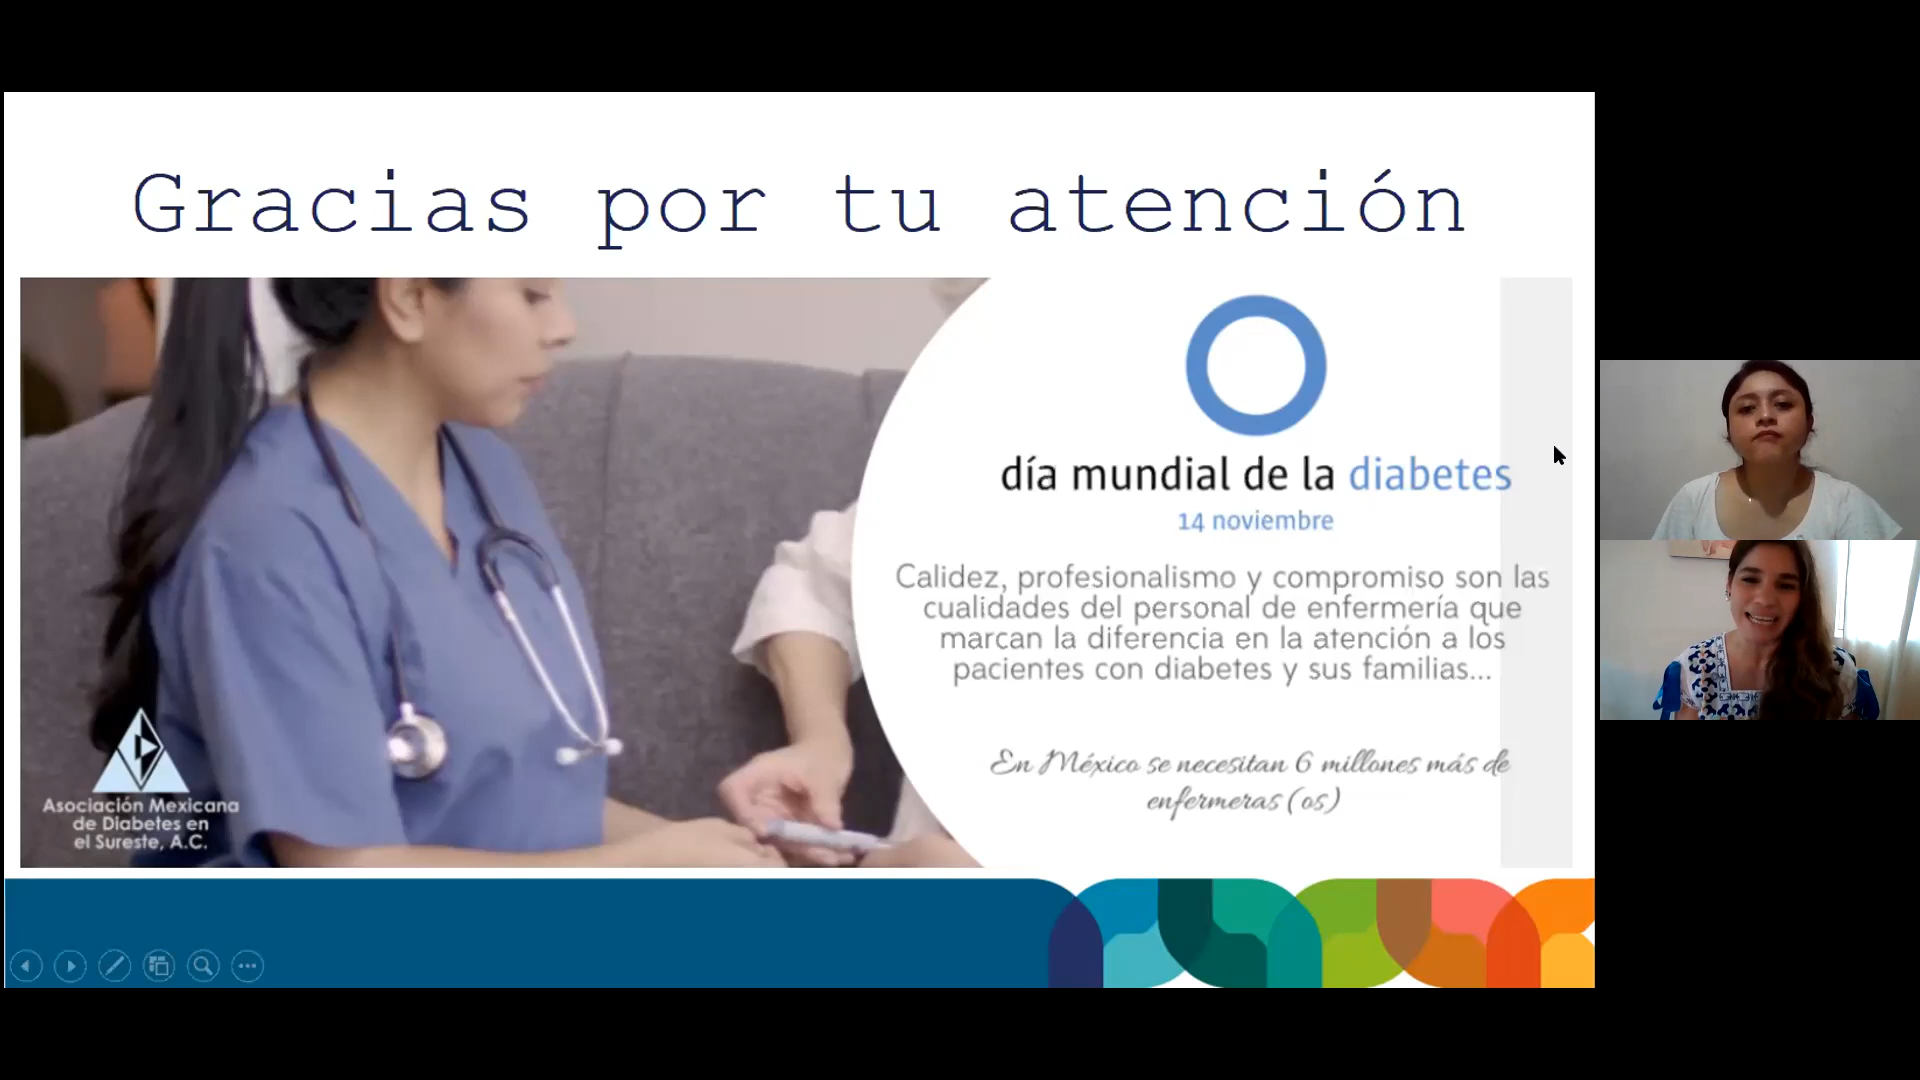 Gracias por tu atención
día mundial de la diabetes
14 noviembre
Calidez, profesionalismo y compromiso son las
cualidades del personal de enfermería que
marcan la diferencia en la atención a los
pacientes con diabetes y sus familias...
En México se necesitan 6 millones más de
enfermeras (os)
Asociación Mexicana
de Diabetes en
el Sureste, A.C.